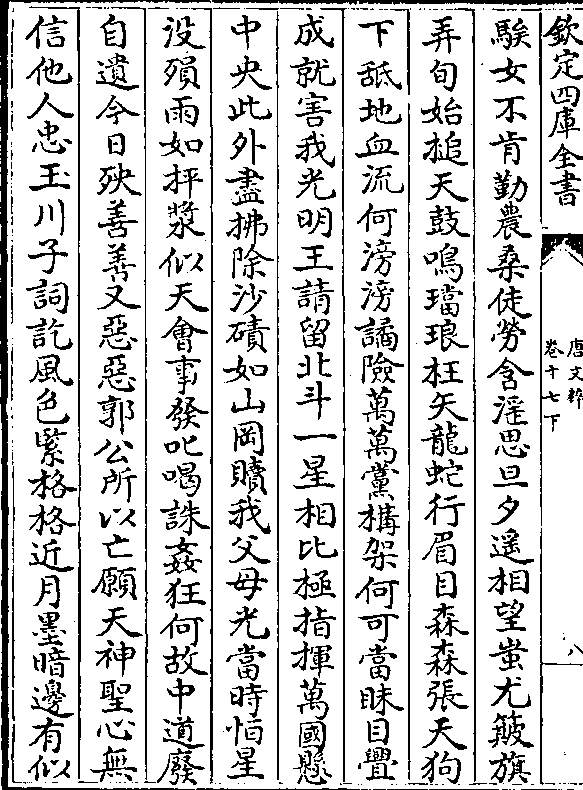 欽定四庫全書
唐文粹
卷十七下
八
騃女不肯勤農桑徒勞含淫思旦夕遥相望蚩尤簸旗
弄旬始搥天鼓鳴璫琅枉矢龍蛇行眉目森森張天狗
下舐地血流何滂滂譎險萬萬黨構架何可當眯目舋
成就害我光明王請留北斗一星相比極指揮萬國懸
中央此外盡拂除沙磧如山岡贖我父母光當時恒星
沒殞雨如抨漿似天會事發叱喝誅姦狂何故中道廢
自遺今日殃善善又惡惡郭公所以亡願天神聖心無
信他人忠玉川子詞訖風色緊格格近月墨暗邊有似